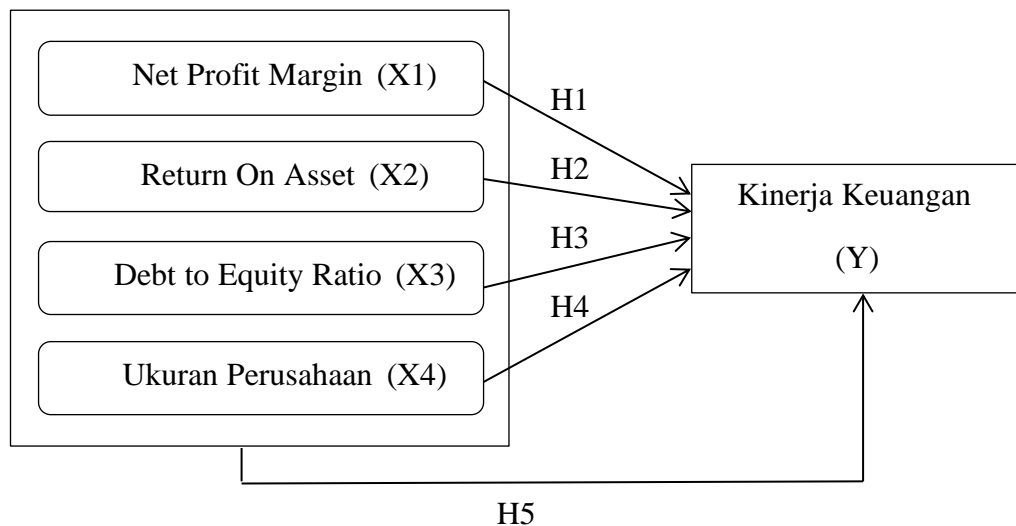 Net Profit Margin (X1)
H1
Return On Asset (X2)
H2
Kinerja Keuangan
(Y)
H3
Debt to Equity Ratio (X3)
H4
Ukuran Perusahaan (X4)
H5